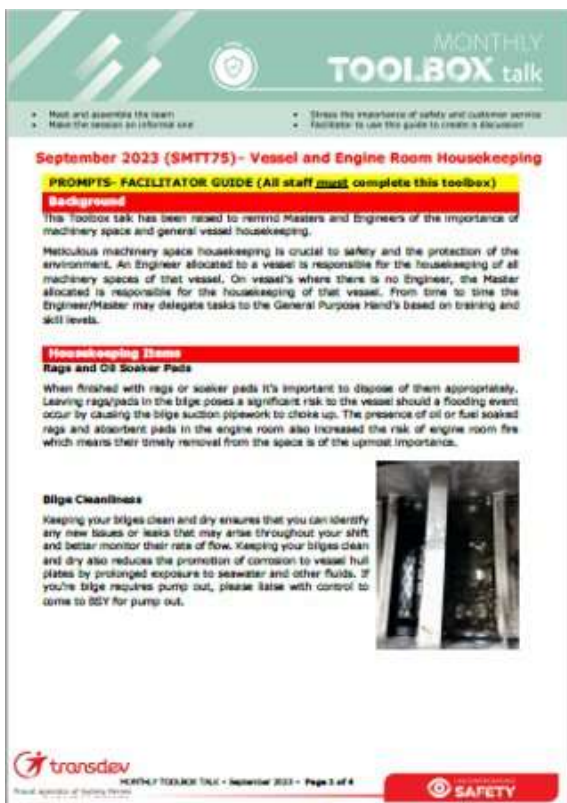 MONTHLY
TOOLBOX talk
• Meet and assemble the team
• Make the session an informal one
• Stress the importance of safety and customer service
• Facilitator to use this guide to create a discussion
September 2023 (SMTT75)– Vessel and Engine Room Housekeeping
PROMPTS- FACILITATOR GUIDE (All staff must complete this toolbox)
Background
This Toolbox talk has been raised to remind Masters and Engineers of the importance of
machinery space and general vessel housekeeping.
Meticulous machinery space housekeeping is crucial to safety and the protection of the
environment. An Engineer allocated to a vessel is responsible for the housekeeping of all
machinery spaces of that vessel. On vessel's where there is no Engineer, the Master
allocated is responsible for the housekeeping of that vessel. From time to time the
Engineer/Master may delegate tasks to the General Purpose Hand's based on training and
skill levels.
Housekeeping Items
Rags and Oil Soaker Pads
When finished with rags or soaker pads it's important to dispose of them appropriately.
Leaving rags/pads in the bilge poses a significant risk to the vessel should a flooding event
occur by causing the bilge suction pipework to choke up. The presence of oil or fuel soaked
rags and absorbent pads in the engine room also increased the risk of engine room fire
which means their timely removal from the space is of the upmost importance.
Bilge Cleanliness
Keeping your bilges clean and dry ensures that you can identify
any new issues or leaks that may arise throughout your shift
and better monitor their rate of flow. Keeping your bilges clean
and dry also reduces the promotion of corrosion to vessel hull
plates by prolonged exposure to seawater and other fluids. If
you're bilge requires pump out, please liaise with control to
come to BSY for pump out.
transdev
MONTHLY TOOLBOX TALK – September 2023 – Page 1 of 4
Proud operator of Sydney Ferries
SAFETY